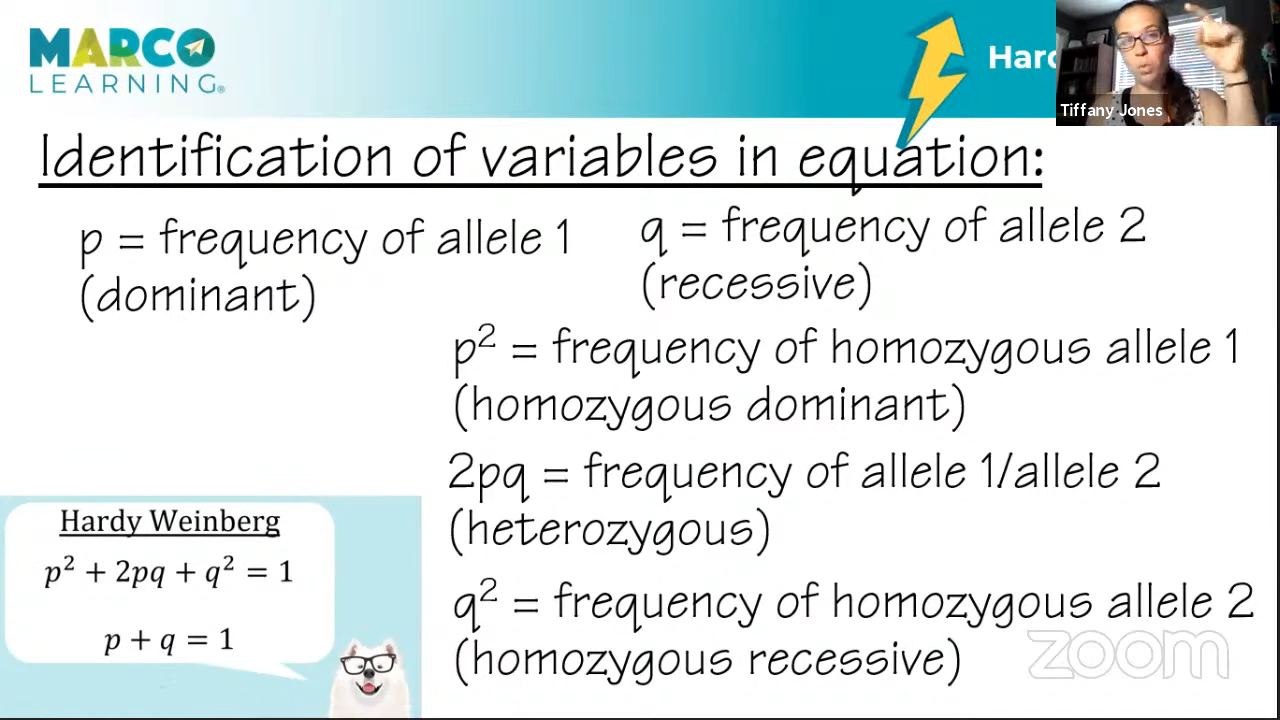 MARCO
LEARNING®
Tiffany Jones
Identification of variables in equation:
p = frequency of allele 1
(dominant)
q = frequency of allele 2
(recessive)
p² = frequency of homozygous allele 1
(homozygous dominant)
2pq = frequency of allele 1/allele 2
(heterozygous)
q² = frequency of homozygous allele 2
(homozygous recessive)
Hardy Weinberg
p² + 2pq + q² = 1
p + q = 1
zoom